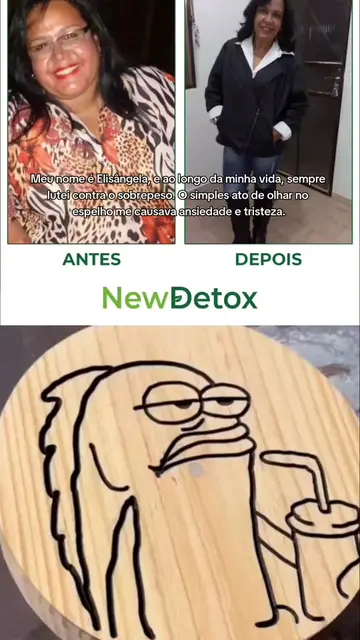 Meu nome é Elisângela, e ao longo da minha vida, sempre
lutei contra o sobrepeso. O simples ato de olhar no
espelho me causava ansiedade e tristeza.
ANTES
DEPOIS
NewDetox